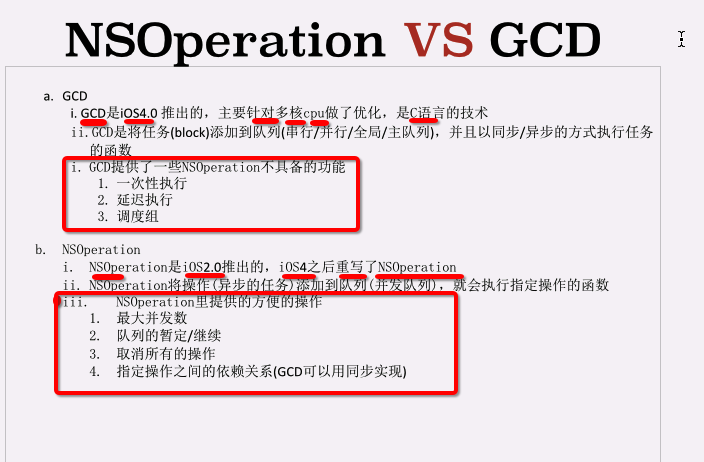 NSOperation VS GCD
a. GCD
i. GCD是iOS4.0 推出的，主要针对多核cpu做了优化，是C语言的技术
ii.GCD是将任务(block)添加到队列(串行/并行/全局/主队列)，并且以同步/异步的方式执行任务
的函数
i. GCD提供了一些NSOperation不具备的功能
1. 一次性执行
2. 延迟执行
3. 调度组
b. NSOperation
i. NSOperation是iOS2.0推出的，iOS4之后重写了NSOperation
ii. NSOperation将操作(异步的任务)添加到队列(并发队列)，就会执行指定操作的函数
iii. NSOperation里提供的方便的操作
1. 最大并发数
2. 队列的暂定/继续
3. 取消所有的操作
4. 指定操作之间的依赖关系(GCD可以用同步实现)